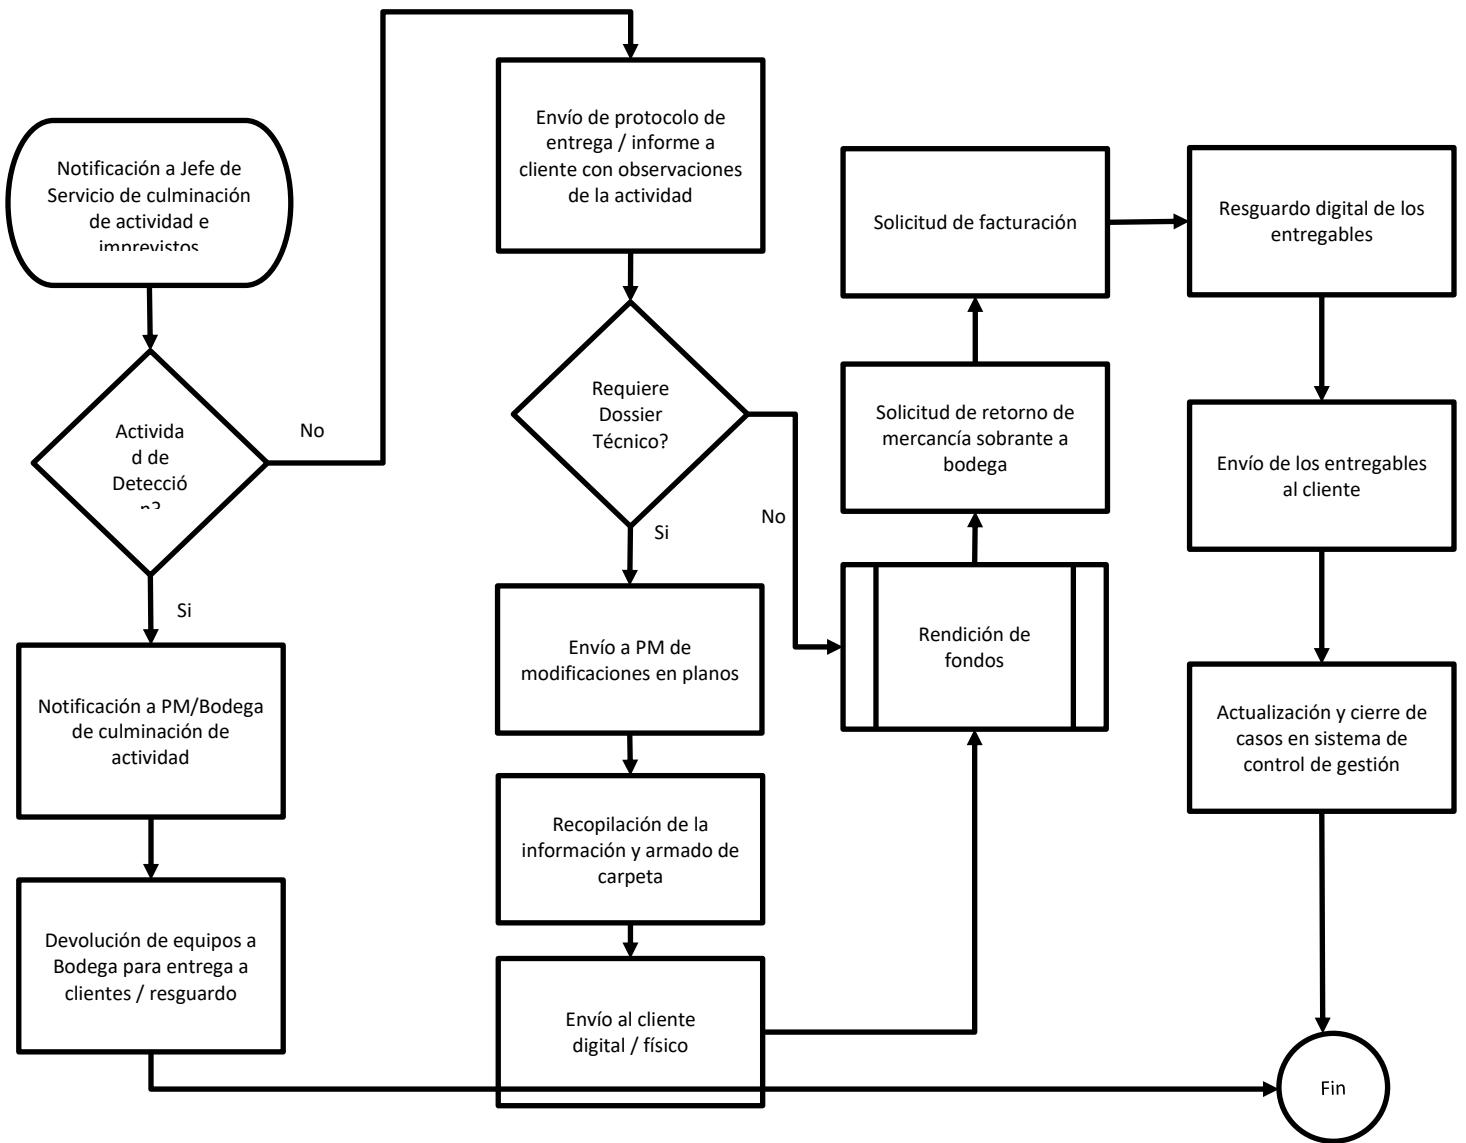 Notificación a Jefe de
Servicio de culminación
de actividad e
imprevistos
Activida
d de
Detecció
n?
No
Si
Notificación a PM/Bodega
de culminación de
actividad
Devolución de equipos a
Bodega para entrega a
clientes / resguardo
Envío de protocolo de
entrega / informe a
cliente con observaciones
de la actividad
Requiere
Dossier
Técnico?
No
Si
Envío a PM de
modificaciones en planos
Recopilación de la
información y armado de
carpeta
Envío al cliente
digital / físico
Rendición de
fondos
Solicitud de retorno de
mercancía sobrante a
bodega
Solicitud de facturación
Resguardo digital de los
entregables
Envío de los entregables
al cliente
Actualización y cierre de
casos en sistema de
control de gestión
Fin